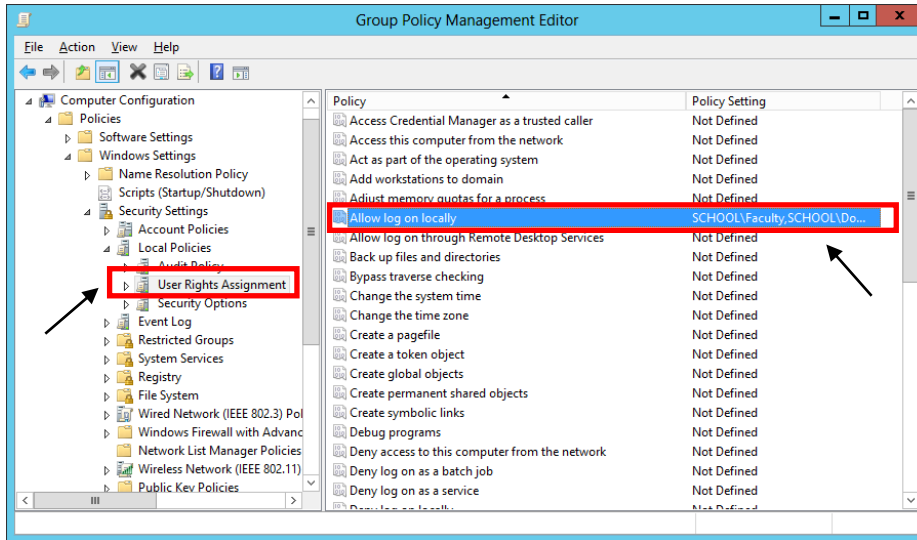 Group Policy Management Editor
File Action View Help
Computer Configuration
Policies
Software Settings
Windows Settings
Name Resolution Policy
Scripts (Startup/Shutdown)
Security Settings
Account Policies
Local Policies
Audit Policy
User Rights Assignment
Security Options
Event Log
Restricted Groups
System Services
Registry
File System
Wired Network (IEEE 802.3) Pol
Windows Firewall with Advanc
Network List Manager Policies
Wireless Network (IEEE 802.11)
Public Key Policies
Policy Policy Setting
Access Credential Manager as a trusted caller Not Defined
Access this computer from the network Not Defined
Act as part of the operating system Not Defined
Add workstations to domain Not Defined
Adjust memory quotas for a process Not Defined
Allow log on locally SCHOOL\Faculty,SCHOOL\Do...
Allow log on through Remote Desktop Services Not Defined
Back up files and directories Not Defined
Bypass traverse checking Not Defined
Change the system time Not Defined
Change the time zone Not Defined
Create a pagefile Not Defined
Create a token object Not Defined
Create global objects Not Defined
Create permanent shared objects Not Defined
Create symbolic links Not Defined
Debug programs Not Defined
Deny access to this computer from the network Not Defined
Deny log on as a batch job Not Defined
Deny log on as a service Not Defined
Deny log on locally Not Defined